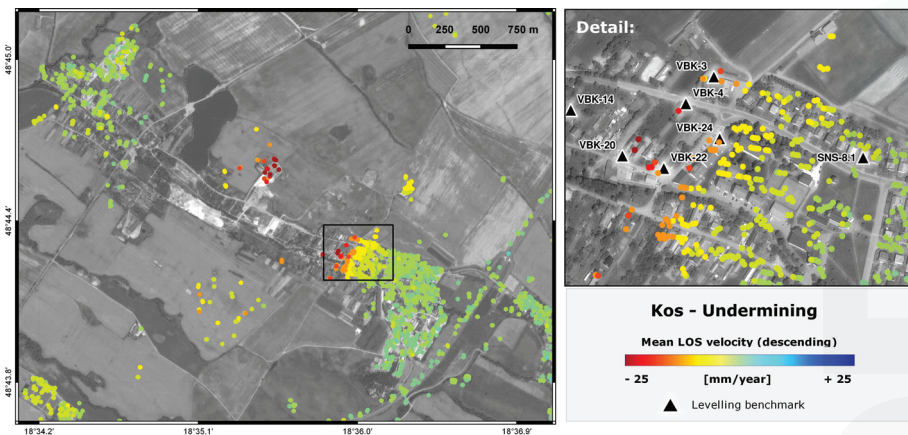 0 250 500 750 m
48°45.0'
48°44.4'
48°43.8'
18°34.2' 18°35.1' 18°36.0' 18°36.9'
Detail:
VBK-3
VBK-4
VBK-14
VBK-24
VBK-20
VBK-22
SNS-8.1
Kos - Undermining
Mean LOS velocity (descending)
- 25 [mm/year] + 25
Levelling benchmark